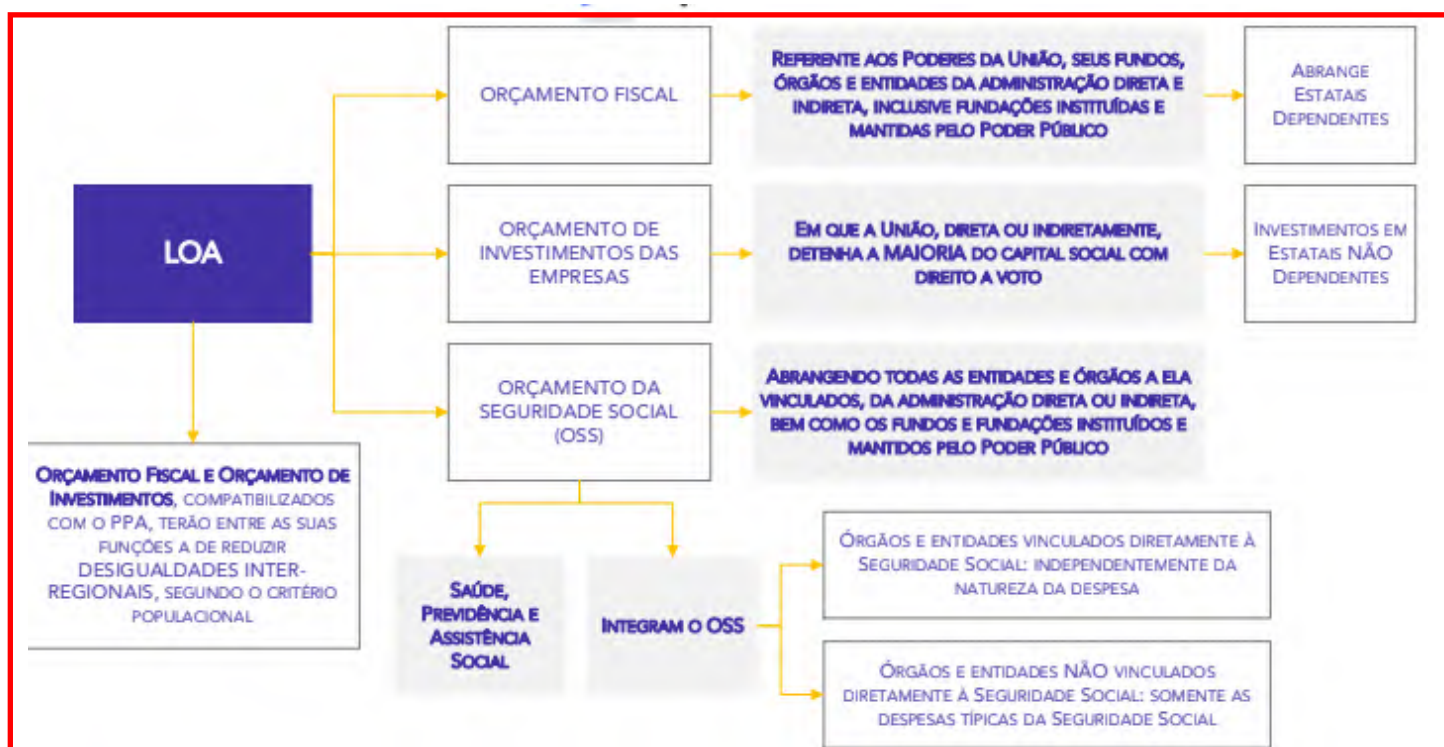 LOA
ORÇAMENTO FISCAL
REFERENTE AOS PODERES DA UNIÃO, SEUS FUNDOS,
ÓRGÃOS E ENTIDADES DA ADMINISTRAÇÃO DIRETA E
INDIRETA, INCLUSIVE FUNDAÇÕES INSTITUÍDAS E
MANTIDAS PELO PODER PÚBLICO
ABRANGE
ESTATAIS
DEPENDENTES
ORÇAMENTO DE
INVESTIMENTOS DAS
EMPRESAS
EM QUE A UNIÃO, DIRETA OU INDIRETAMENTE,
DETENHA A MAIORIA DO CAPITAL SOCIAL COM
DIREITO A VOTO
INVESTIMENTOS EM
ESTATAIS NÃO
DEPENDENTES
ORÇAMENTO DA
SEGURIDADE SOCIAL
(OSS)
ABRANGENDO TODAS AS ENTIDADES E ÓRGÃOS A ELA
VINCULADOS, DA ADMINISTRAÇÃO DIRETA OU INDIRETA,
BEM COMO OS FUNDOS E FUNDAÇÕES INSTITUÍDOS E
MANTIDOS PELO PODER PÚBLICO
ORÇAMENTO FISCAL E ORÇAMENTO DE
INVESTIMENTOS, COMPATIBILIZADOS
COM O PPA, TERÃO ENTRE AS SUAS
FUNÇÕES A DE REDUZIR
DESIGUALDADES INTER-
REGIONAIS, SEGUNDO O CRITÉRIO
POPULACIONAL
SAÚDE,
PREVIDÊNCIA E
ASSISTÊNCIA
SOCIAL
INTEGRAM O OSS
ÓRGÃOS E ENTIDADES VINCULADOS DIRETAMENTE À
SEGURIDADE SOCIAL: INDEPENDENTEMENTE DA
NATUREZA DA DESPESA
ÓRGÃOS E ENTIDADES NÃO VINCULADOS
DIRETAMENTE À SEGURIDADE SOCIAL: SOMENTE AS
DESPESAS TÍPICAS DA SEGURIDADE SOCIAL